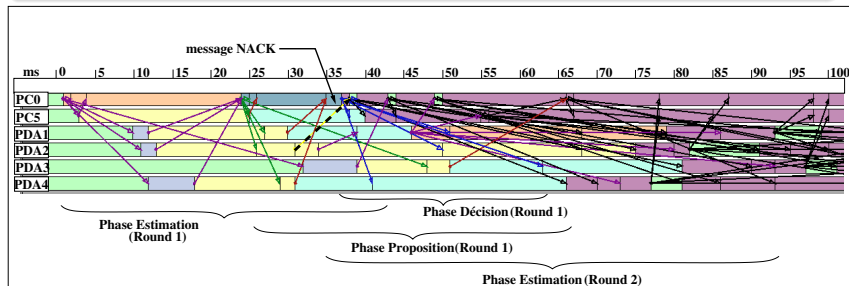 message NACK
ms 0 5 10 15 20 25 30 35 40 45 50 55 60 65 70 75 80 85 90 95 100
PC0
PC5
PDA1
PDA2
PDA3
PDA4
Phase Décision (Round 1)
Phase Estimation
(Round 1)
Phase Proposition (Round 1)
Phase Estimation (Round 2)